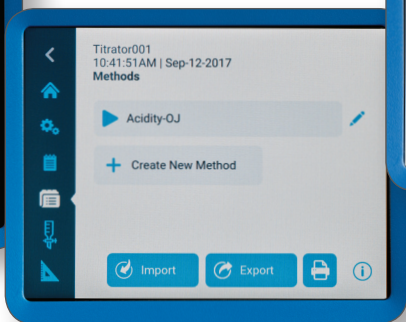 Titrator001
10:41:51AM | Sep-12-2017
Methods
Acidity-OJ
Create New Method
Import
Export